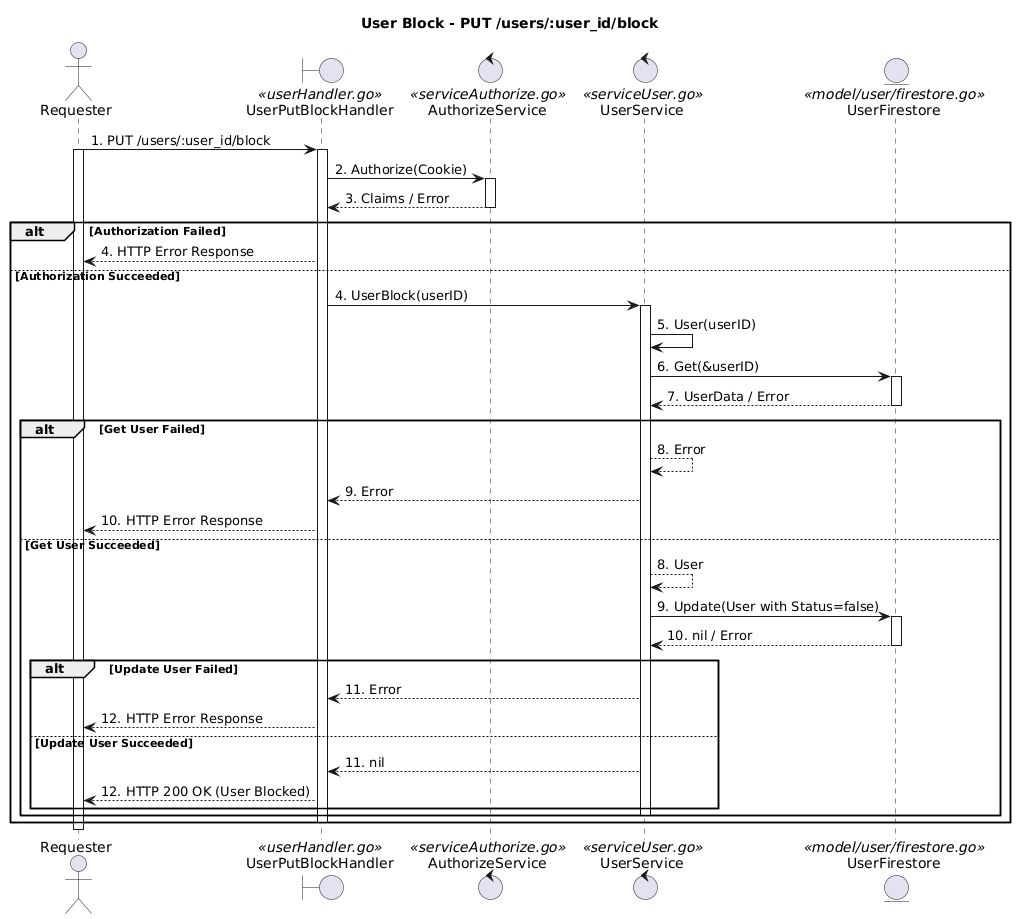 User Block - PUT /users/:user_id/block
«userHandler.go»
UserPutBlockHandler
«serviceAuthorize.go»
AuthorizeService
«serviceUser.go»
UserService
«model/user/firestore.go»
UserFirestore
Requester
1. PUT /users/:user_id/block
2. Authorize(Cookie)
3. Claims / Error
alt [Authorization Failed]
4. HTTP Error Response
[Authorization Succeeded]
4. UserBlock(userID)
5. User(userID)
6. Get(&userID)
7. UserData / Error
alt [Get User Failed]
8. Error
9. Error
10. HTTP Error Response
[Get User Succeeded]
8. User
9. Update(User with Status=false)
10. nil / Error
alt [Update User Failed]
11. Error
12. HTTP Error Response
[Update User Succeeded]
11. nil
12. HTTP 200 OK (User Blocked)
Requester
«userHandler.go»
UserPutBlockHandler
«serviceAuthorize.go»
AuthorizeService
«serviceUser.go»
UserService
«model/user/firestore.go»
UserFirestore